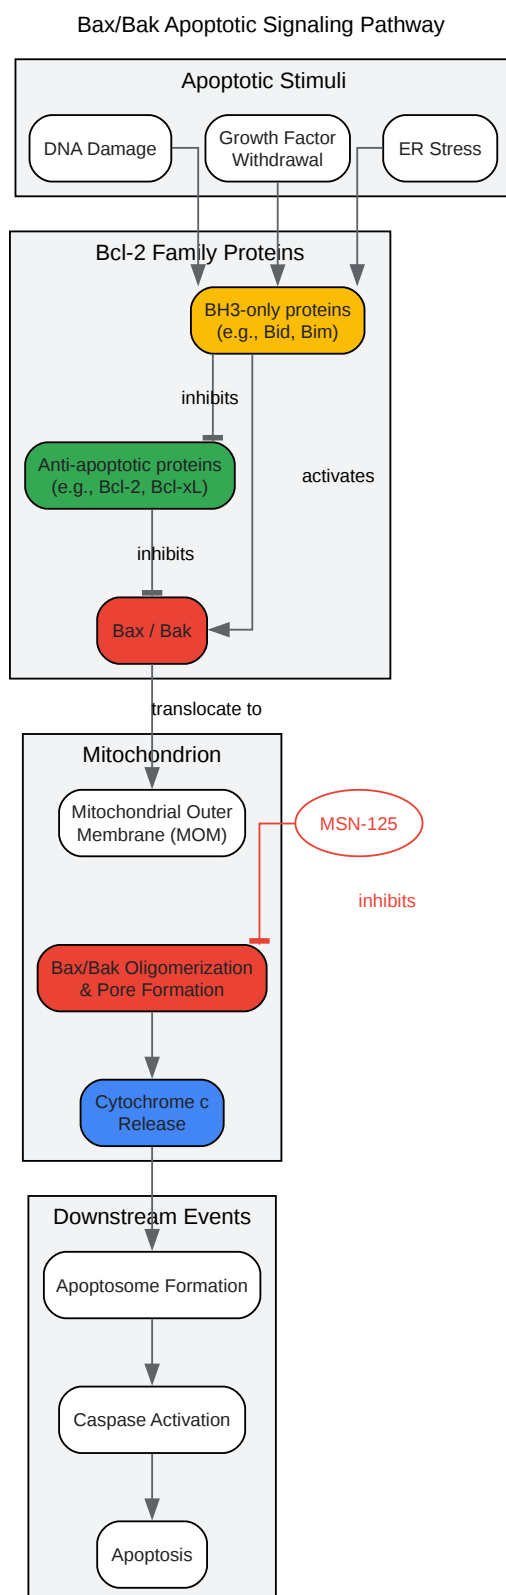 Bax/Bak Apoptotic Signaling Pathway
Apoptotic Stimuli
DNA Damage
Growth Factor
Withdrawal
ER Stress
Bcl-2 Family Proteins
BH3-only proteins
(e.g., Bid, Bim)
inhibits
Anti-apoptotic proteins
(e.g., Bcl-2, Bcl-xL)
activates
inhibits
Bax / Bak
translocate to
Mitochondrion
Mitochondrial Outer
Membrane (MOM)
MSN-125
inhibits
Bax/Bak Oligomerization
& Pore Formation
Cytochrome c
Release
Downstream Events
Apoptosome Formation
Caspase Activation
Apoptosis